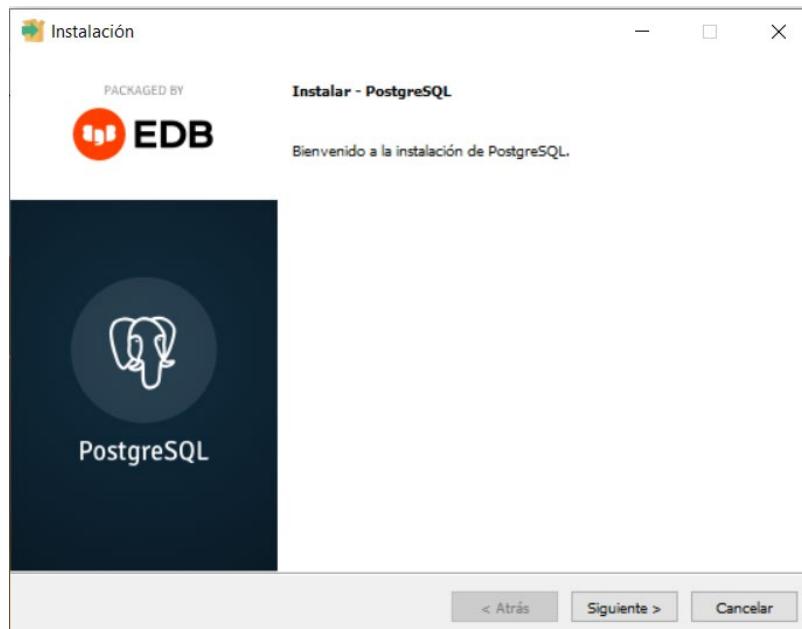 Instalación
PACKAGED BY
EDB
Instalar - PostgreSQL
Bienvenido a la instalación de PostgreSQL.
PostgreSQL
< Atrás
Siguiente >
Cancelar